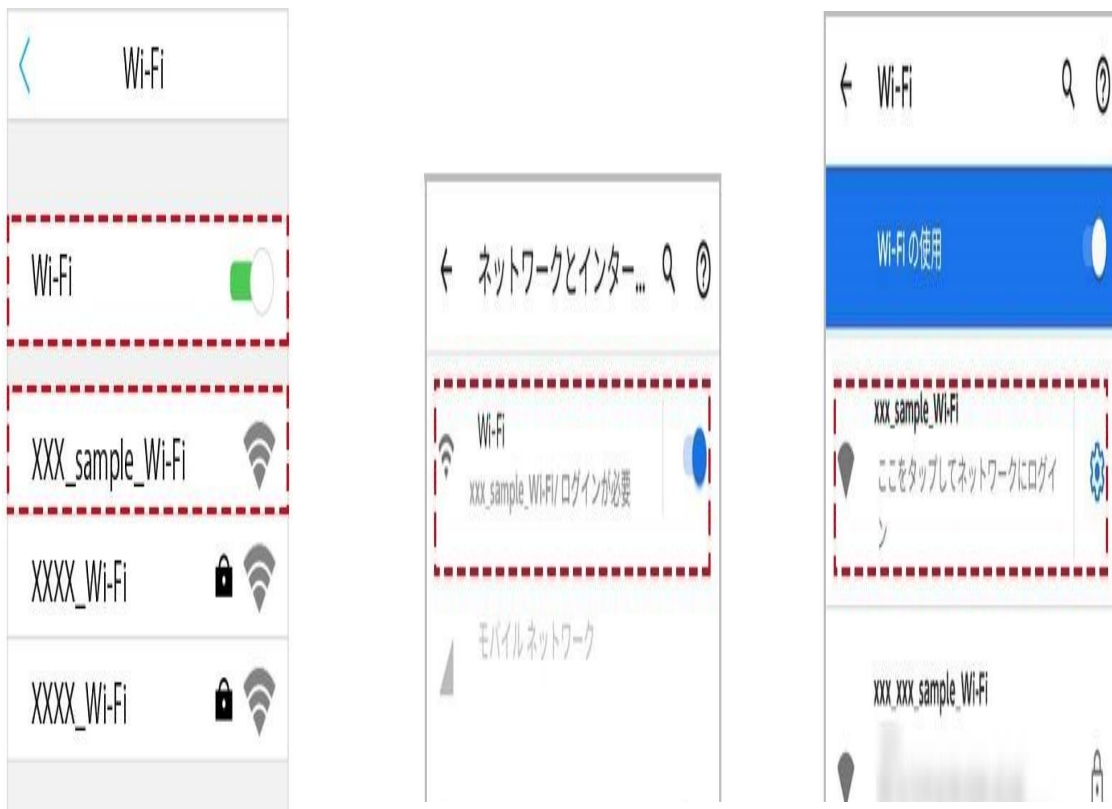 Wi-Fi
Wi-Fi
XXX_sample_Wi-Fi
XXXX_Wi-Fi
XXXX_Wi-Fi
ネットワークとインター...
Wi-Fi
xxx_sample_Wi-Fi/ ログインが必要
モバイル ネットワーク
Wi-Fi
Wi-Fi の使用
xxx_sample_Wi-Fi
ここをタップしてネットワークにログイ
ン
xxx_xxx_sample_Wi-Fi